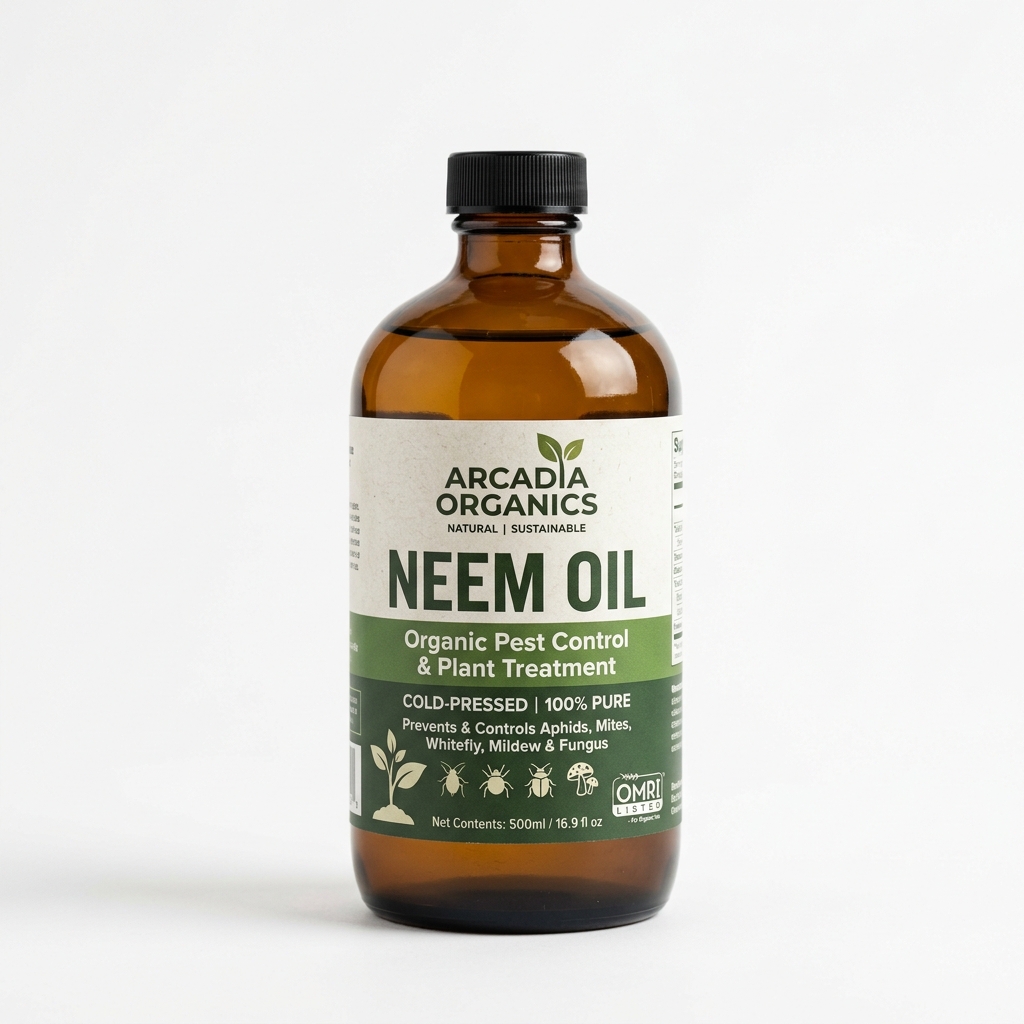 ARCADIA
ORGANICS
NATURAL | SUSTAINABLE
NEEM OIL
Organic Pest Control
& Plant Treatment
COLD-PRESSED | 100% PURE
Prevents & Controls Aphids, Mites,
Whitefly, Mildew & Fungus
OMRI
LISTED
Net Contents: 500ml / 16.9 fl oz